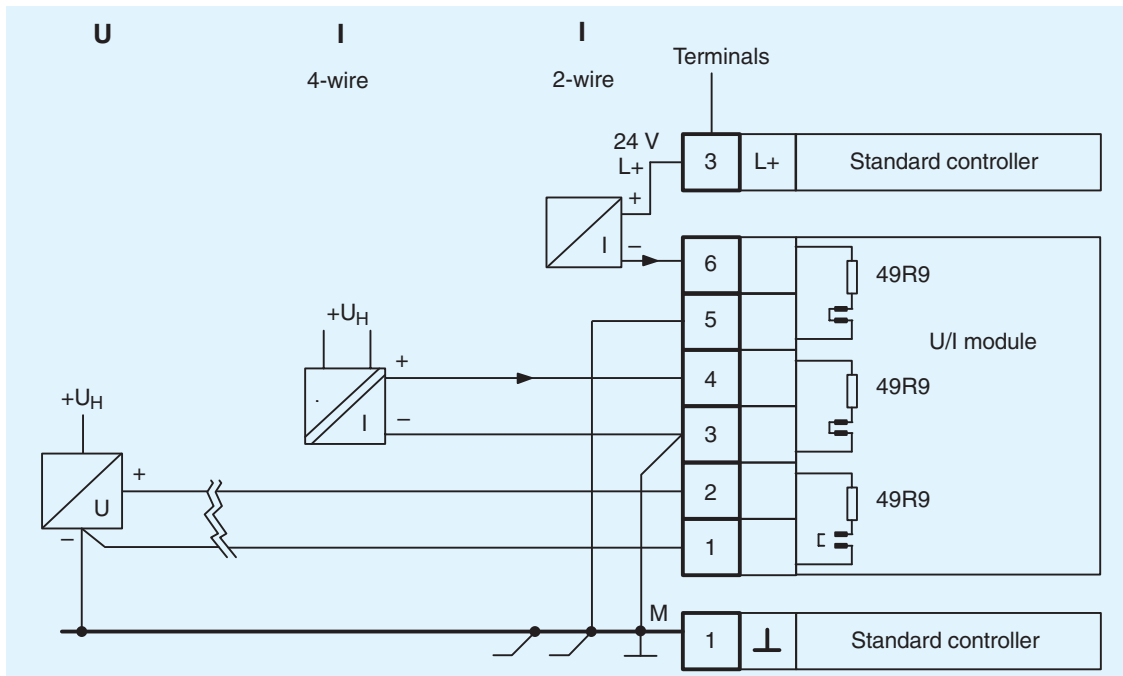 U
I
I
4-wire
2-wire
Terminals
24 V
L+
3
L+
Standard controller
+
I
–
6
49R9
5
U/I module
+UH
+
4
49R9
I
–
3
+UH
+
2
49R9
U
–
1
M
1
Standard controller